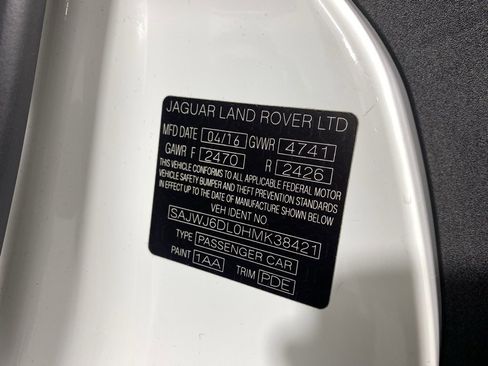 JAGUAR LAND ROVER LTD
MFD DATE 04/16 GVWR 4741
GAWR F 2470 R 2426
THIS VEHICLE CONFORMS TO ALL APPLICABLE FEDERAL MOTOR
VEHICLE SAFETY BUMPER AND THEFT PREVENTION STANDARDS
IN EFFECT UP TO THE DATE OF MANUFACTURE SHOWN BELOW
VEH IDENT NO
SAJWJ6DL0HMK38421
TYPE PASSENGER CAR
PAINT 1AA TRIM PDE